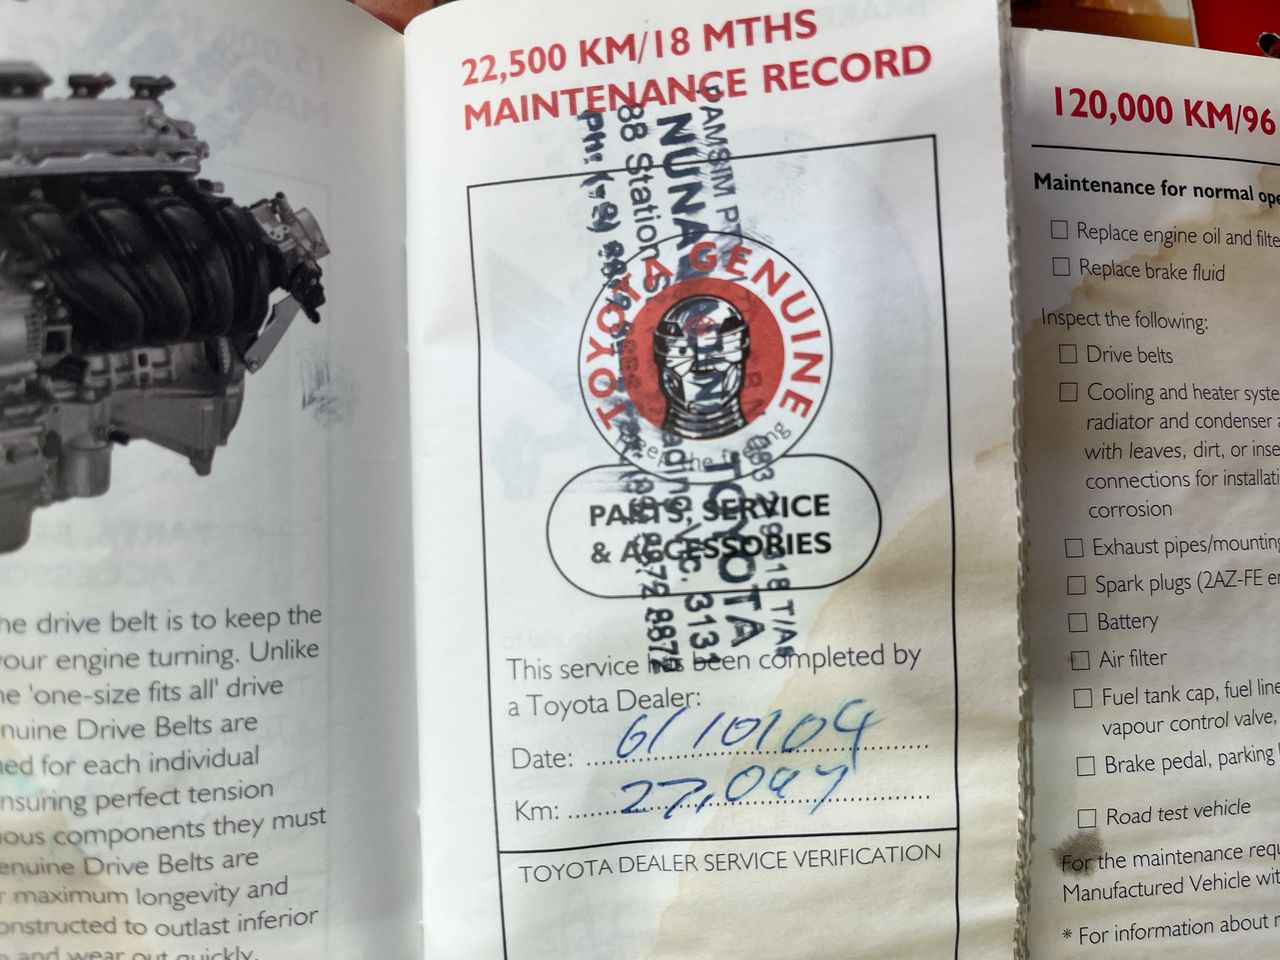 he drive belt is to keep the
your engine turning. Unlike
he 'one-size fits all' drive
nuine Drive Belts are
ned for each individual
nsuring perfect tension
ious components they must
enuine Drive Belts are
r maximum longevity and
onstructed to outlast inferior
and wear out quickly.
22,500 KM/18 MTHS
MAINTENANCE RECORD
88 Station
TOYOTA
TOYOTA GENUINE
PARTS, SERVICE
& ACCESSORIES
This service has been completed by
a Toyota Dealer:
Date: 6/10/04
Km: 27,047
TOYOTA DEALER SERVICE VERIFICATION
120,000 KM/96
Maintenance for normal ope
Replace engine oil and filte
Replace brake fluid
Inspect the following:
Drive belts
Cooling and heater syste
radiator and condenser a
with leaves, dirt, or inse
connections for installati
corrosion
Exhaust pipes/mounting
Spark plugs (2AZ-FE en
Battery
Air filter
Fuel tank cap, fuel line
vapour control valve,
Brake pedal, parking b
Road test vehicle
For the maintenance requ
Manufactured Vehicle wit
* For information about n